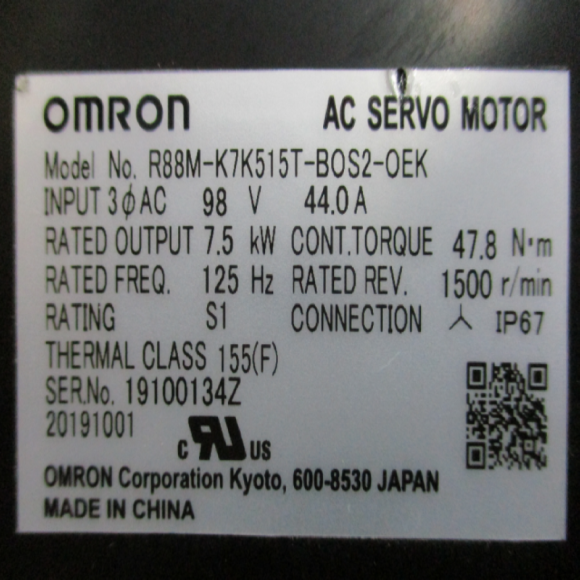 OMRON AC SERVO MOTOR
Model No. R88M-K7K515T-BOS2-OEK
INPUT 3ϕAC 98 V 44.0 A
RATED OUTPUT 7.5 kW CONT.TORQUE 47.8 N·m
RATED FREQ. 125 Hz RATED REV. 1500 r/min
RATING S1 CONNECTION 人 IP67
THERMAL CLASS 155(F)
SER.No. 19100134Z
20191001
c RU US
OMRON Corporation Kyoto, 600-8530 JAPAN
MADE IN CHINA